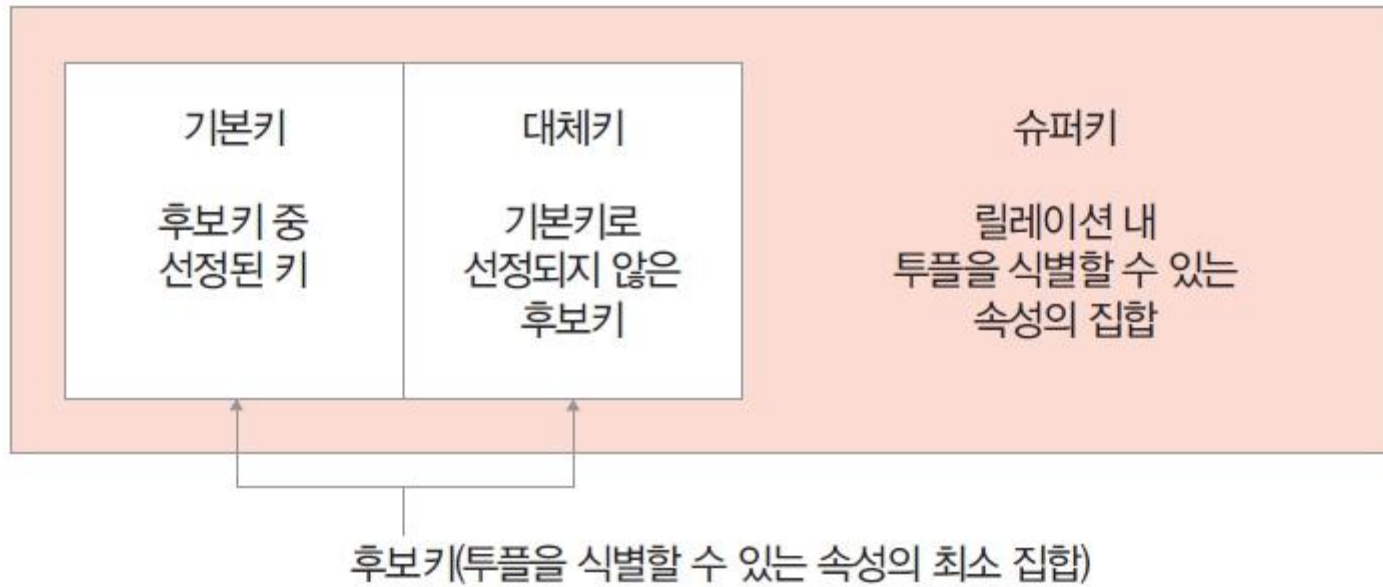 기본키
후보키 중
선정된 키
대체키
기본키로
선정되지 않은
후보키
슈퍼키
릴레이션 내
투플을 식별할 수 있는
속성의 집합
후보키(투플을 식별할 수 있는 속성의 최소 집합)